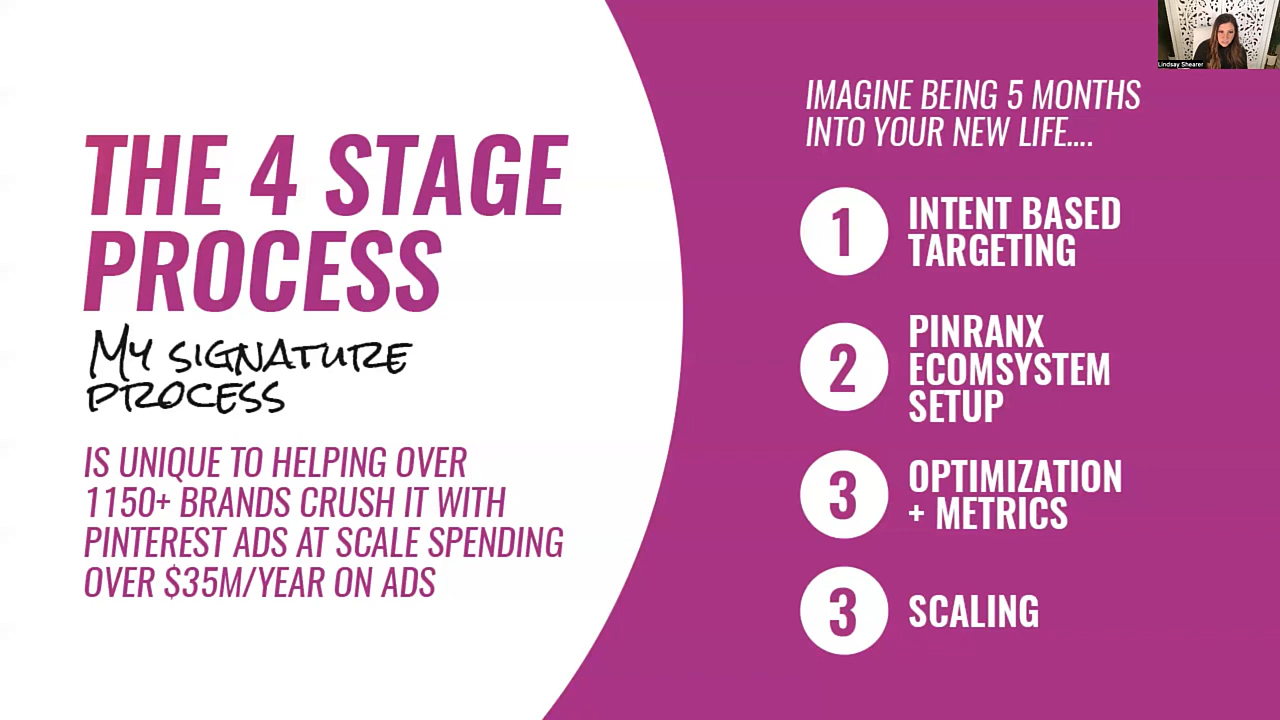 THE 4 STAGE
PROCESS
MY SIGNATURE
PROCESS
IS UNIQUE TO HELPING OVER
1150+ BRANDS CRUSH IT WITH
PINTEREST ADS AT SCALE SPENDING
OVER $35M/YEAR ON ADS
IMAGINE BEING 5 MONTHS
INTO YOUR NEW LIFE....
1
INTENT BASED
TARGETING
2
PINRANX
ECOMSYSTEM
SETUP
3
OPTIMIZATION
+ METRICS
3
SCALING
Lindsay Shearer